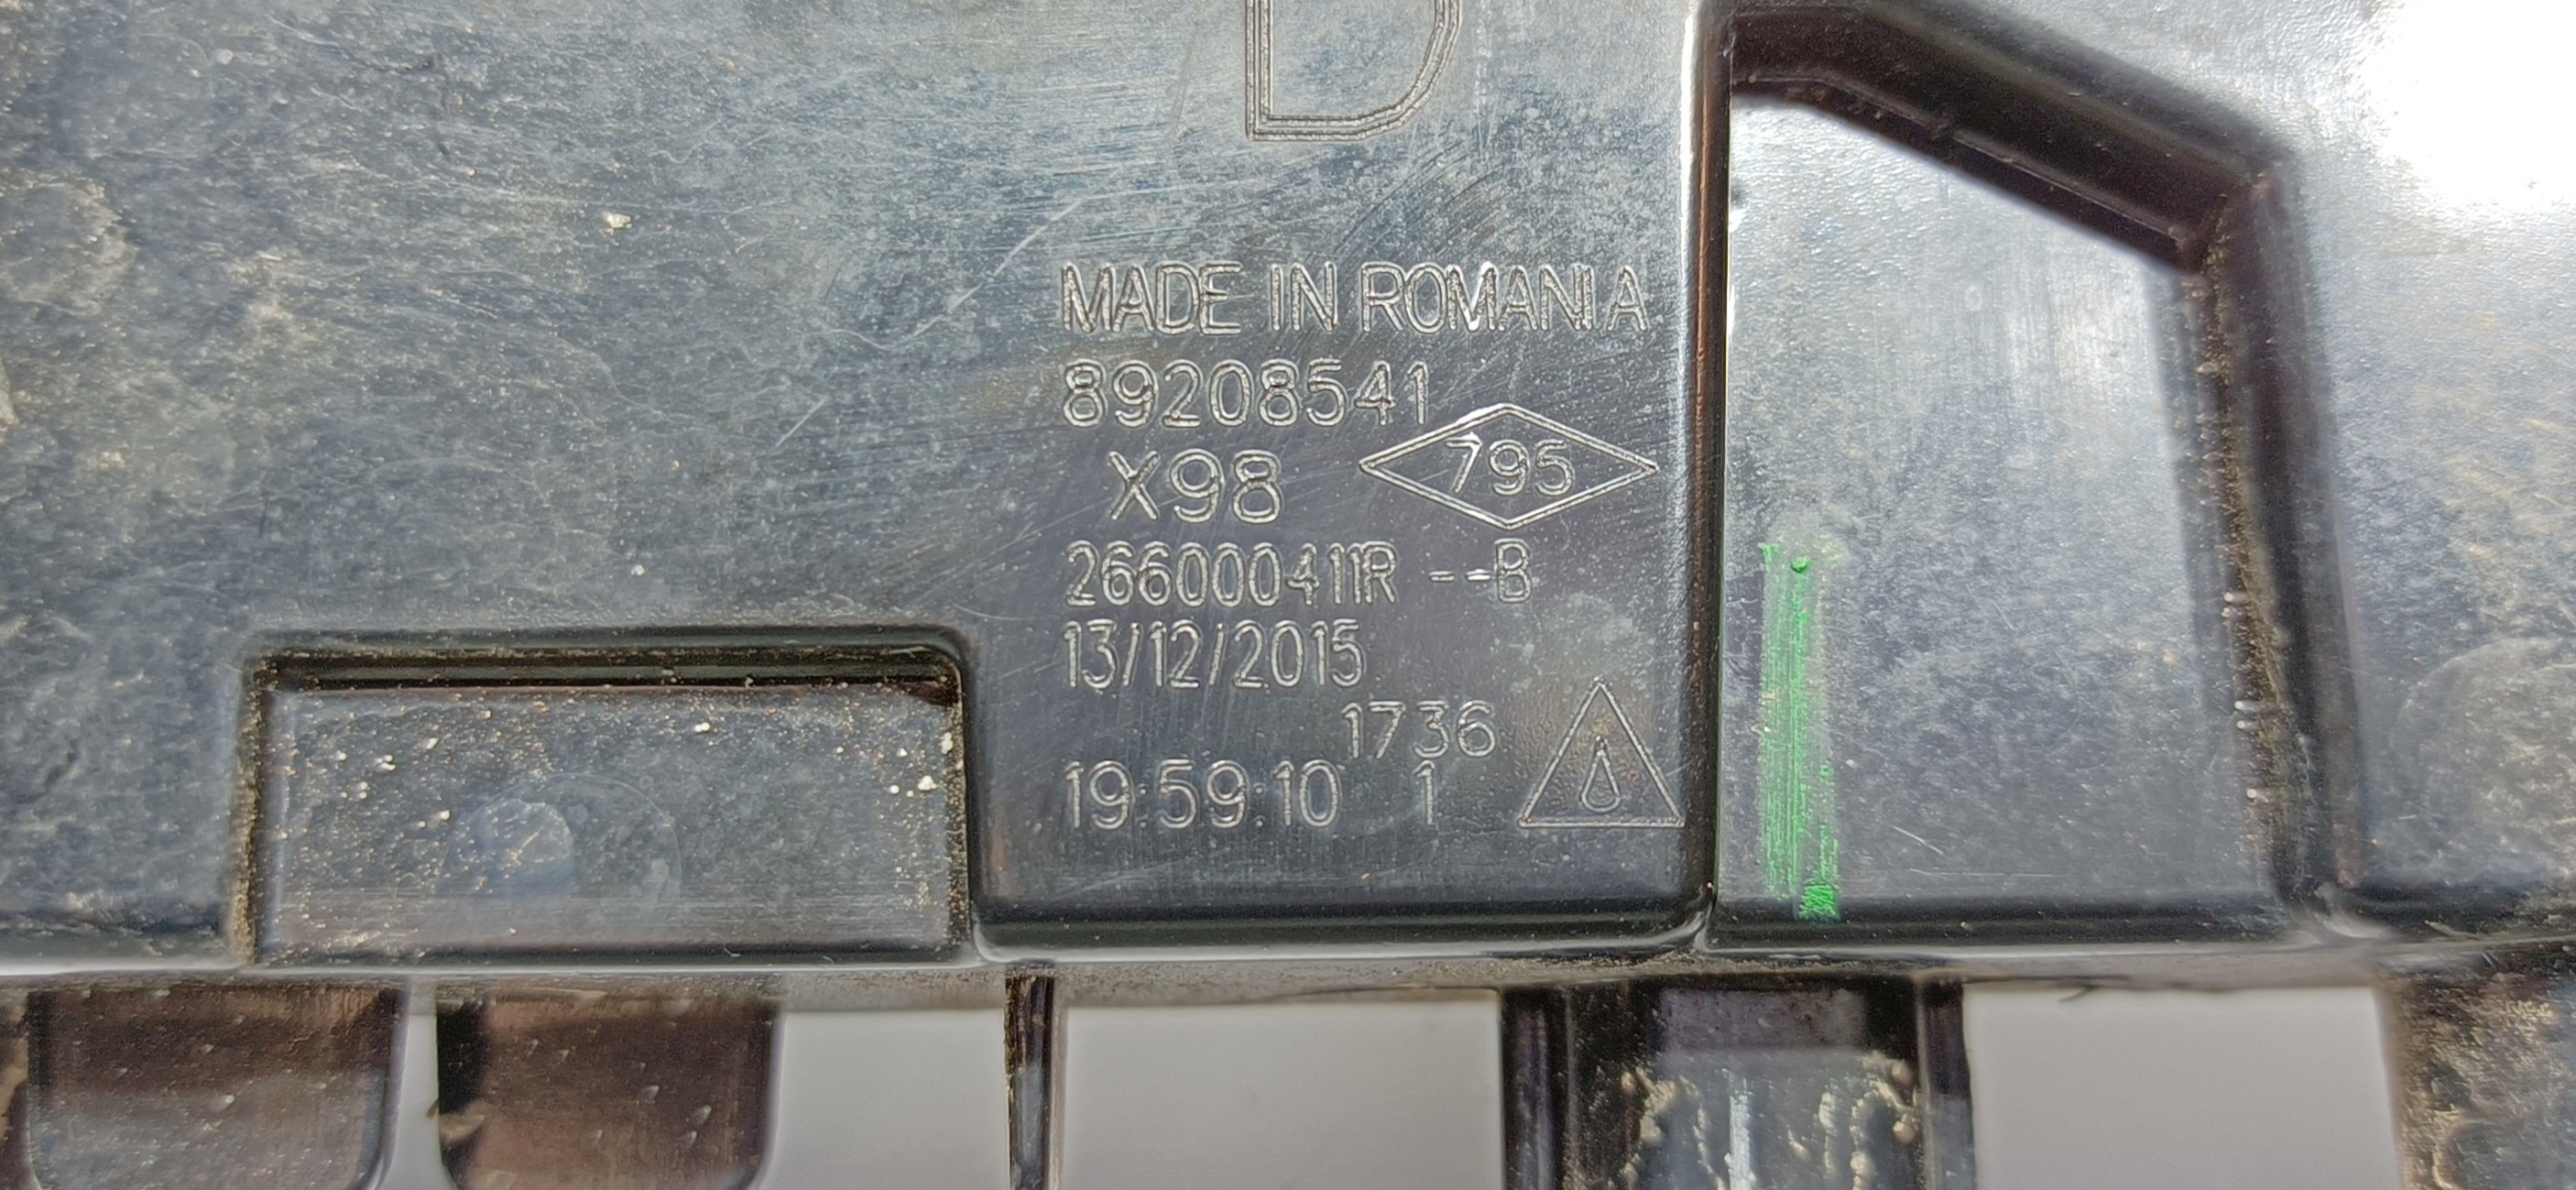 D
MADE IN ROMANIA
89208541
X98 795
266000411R --B
13/12/2015
1736
19:59:10 1